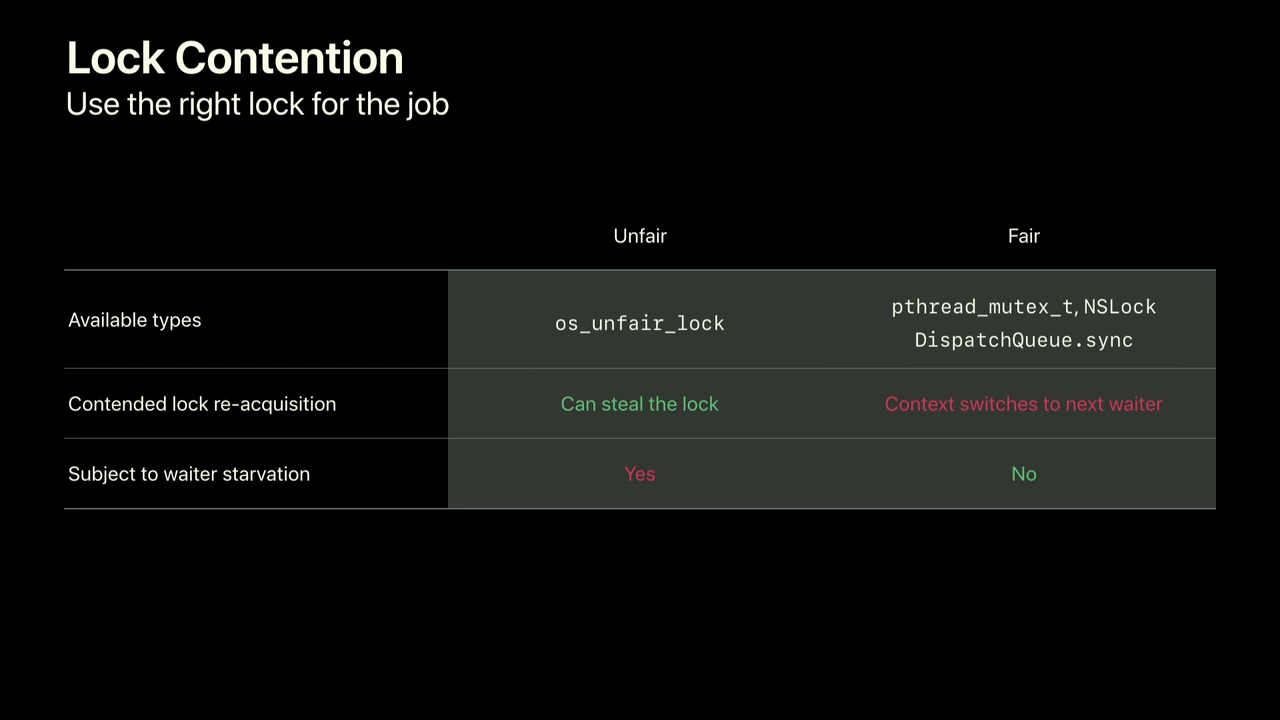 Lock Contention
Use the right lock for the job
Unfair Fair
Available types os_unfair_lock pthread_mutex_t, NSLock
DispatchQueue.sync
Contended lock re-acquisition Can steal the lock Context switches to next waiter
Subject to waiter starvation Yes No